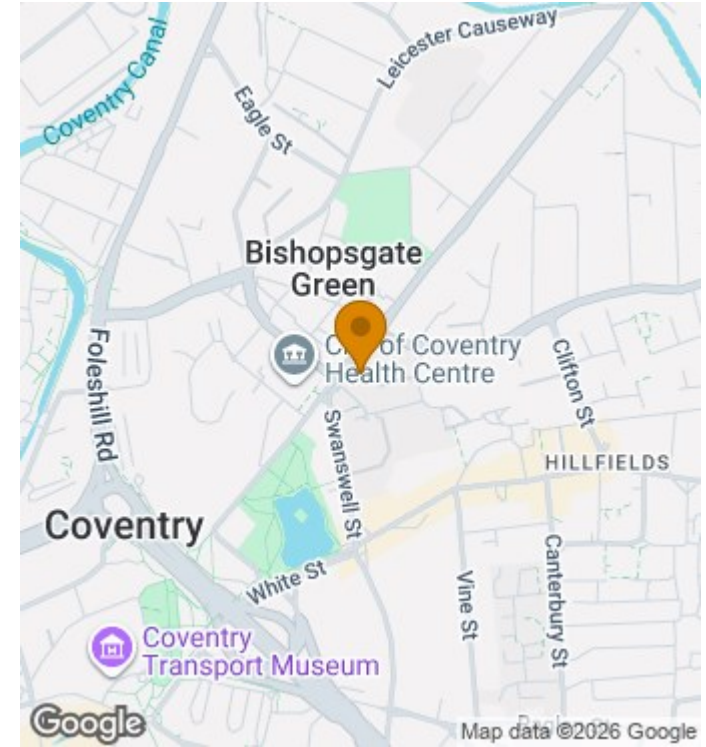 Leicester Causeway
Coventry Canal
Eagle St
Bishopsgate
Green
Foleshill Rd
City of Coventry
Health Centre
Clifton St
Swanswell St
HILLFIELDS
Coventry
White St
Vine St
Canterbury St
Coventry
Transport Museum
Google
Map data ©2026 Google